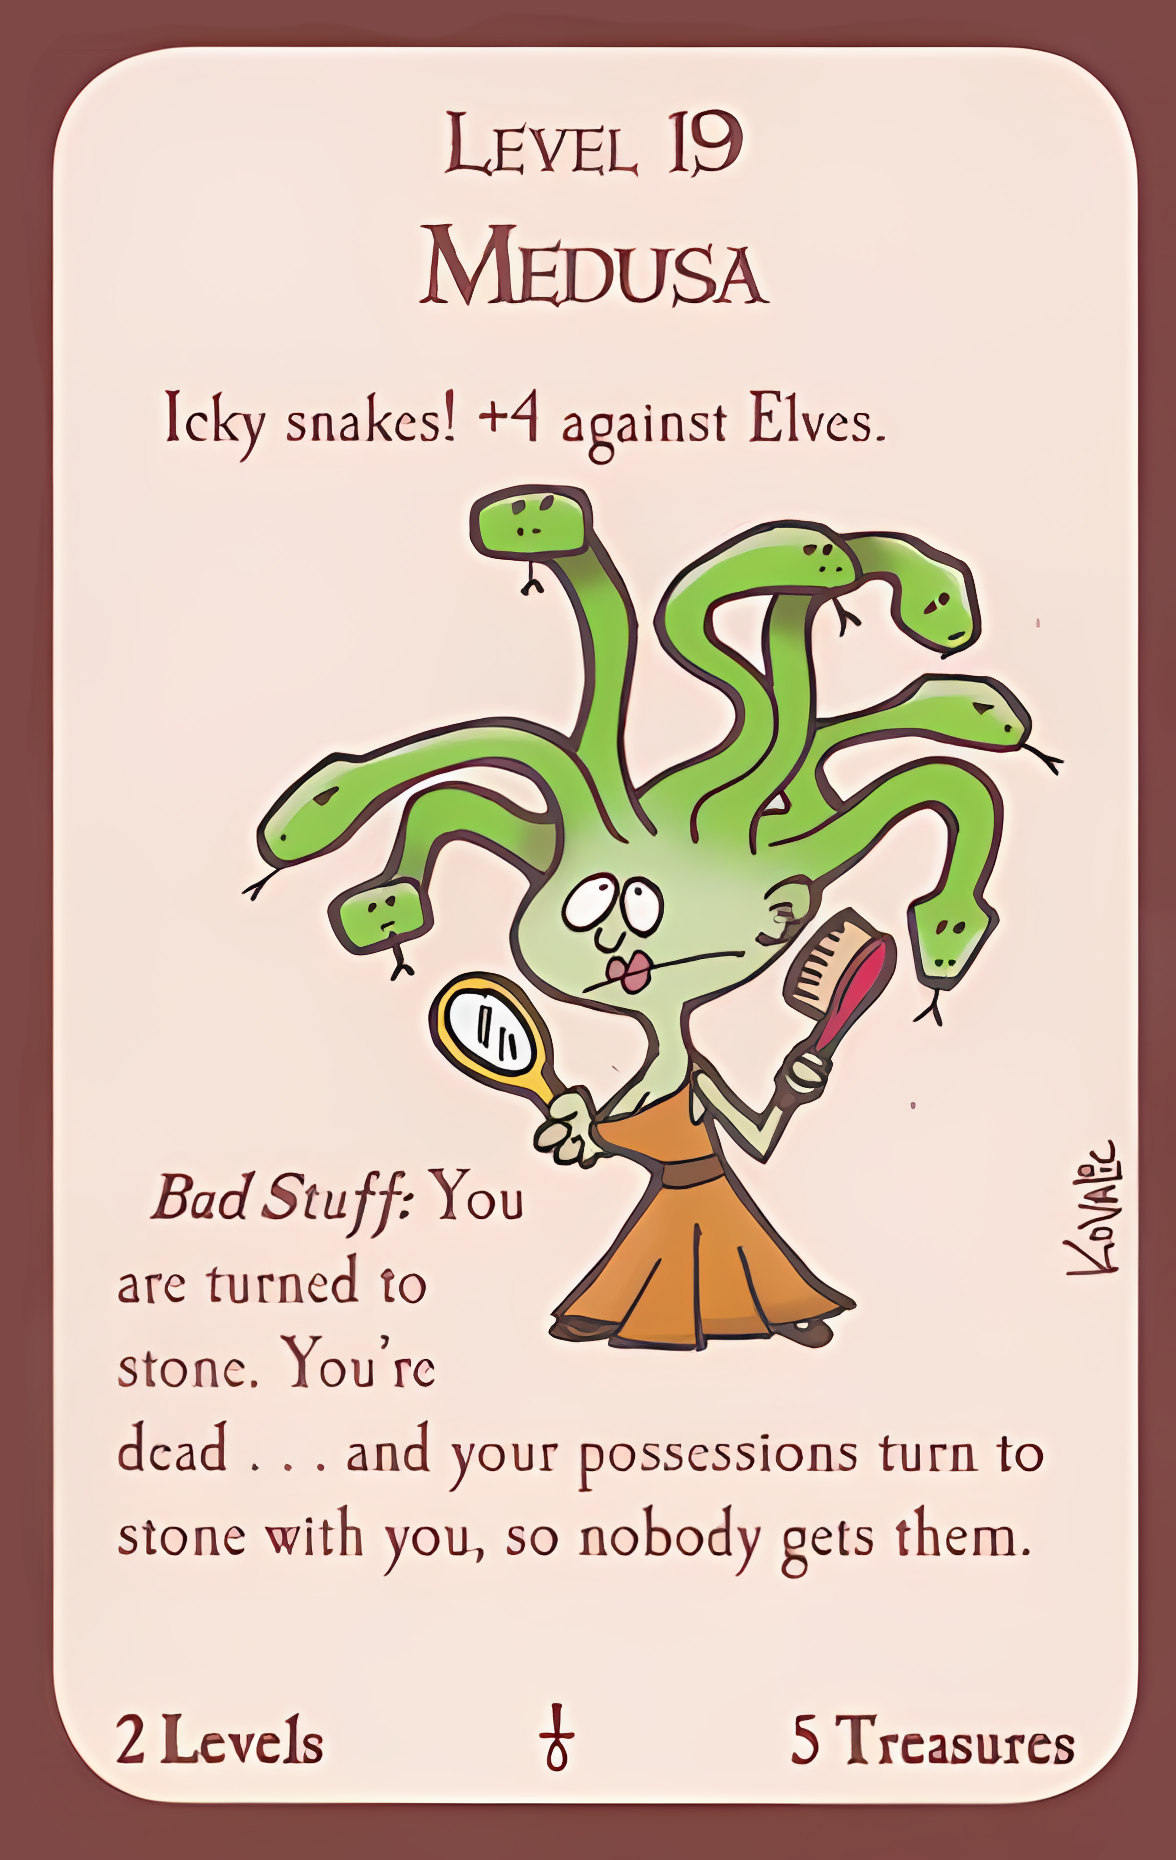 Level 19
Medusa
Icky snakes! +4 against Elves.
Bad Stuff: You
are turned to
stone. You're
dead . . . and your possessions turn to
stone with you, so nobody gets them.
Kovalic
2 Levels
5 Treasures